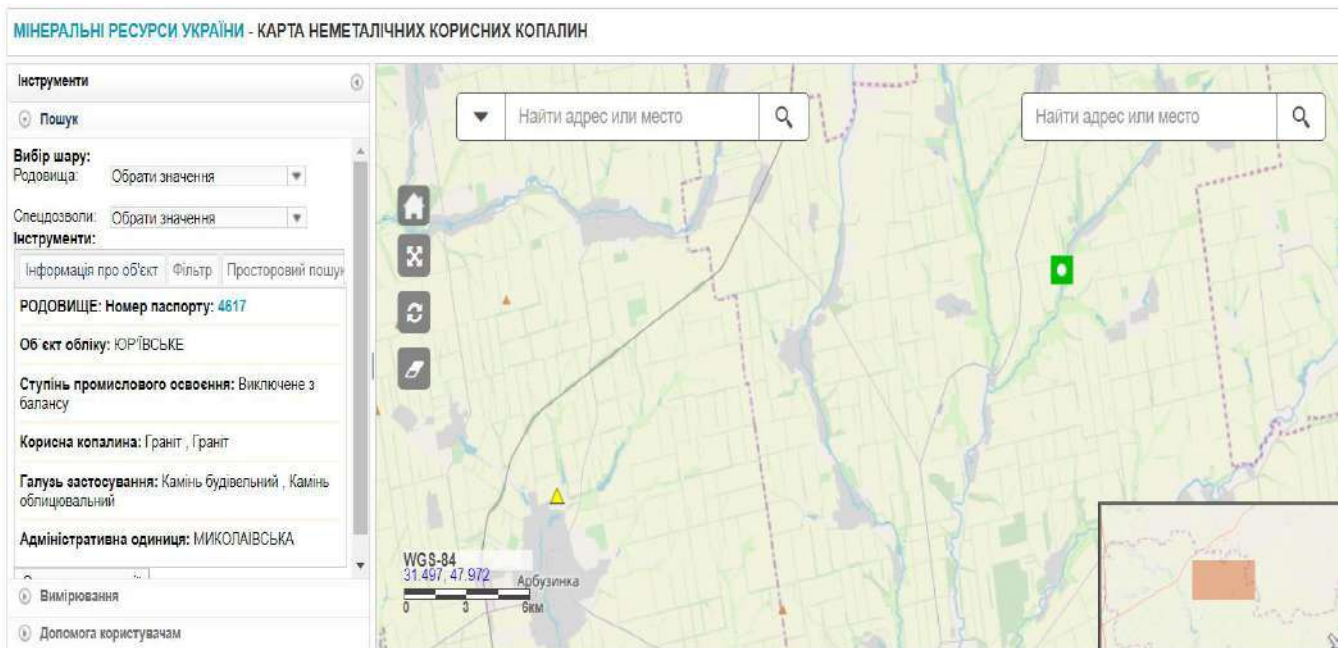 МІНЕРАЛЬНІ РЕСУРСИ УКРАЇНИ - КАРТА НЕМЕТАЛІЧНИХ КОРИСНИХ КОПАЛИН
Інструменти
Пошук
Вибір шару:
Родовища: Обрати значення
Спецдозволи: Обрати значення
Інструменти:
Інформація про об'єкт Фільтр Просторовий пошук
РОДОВИЩЕ: Номер паспорту: 4617
Об`єкт обліку: ЮР'ЇВСЬКЕ
Ступінь промислового освоєння: Виключене з
балансу
Корисна копалина: Граніт , Граніт
Галузь застосування: Камінь будівельний , Камінь
облицювальний
Адміністративна одиниця: МИКОЛАЇВСЬКА
Вимірювання
Допомога користувачам
Найти адрес или место
Найти адрес или место
WGS-84
31.497, 47.972
Арбузинка
0 3 6км